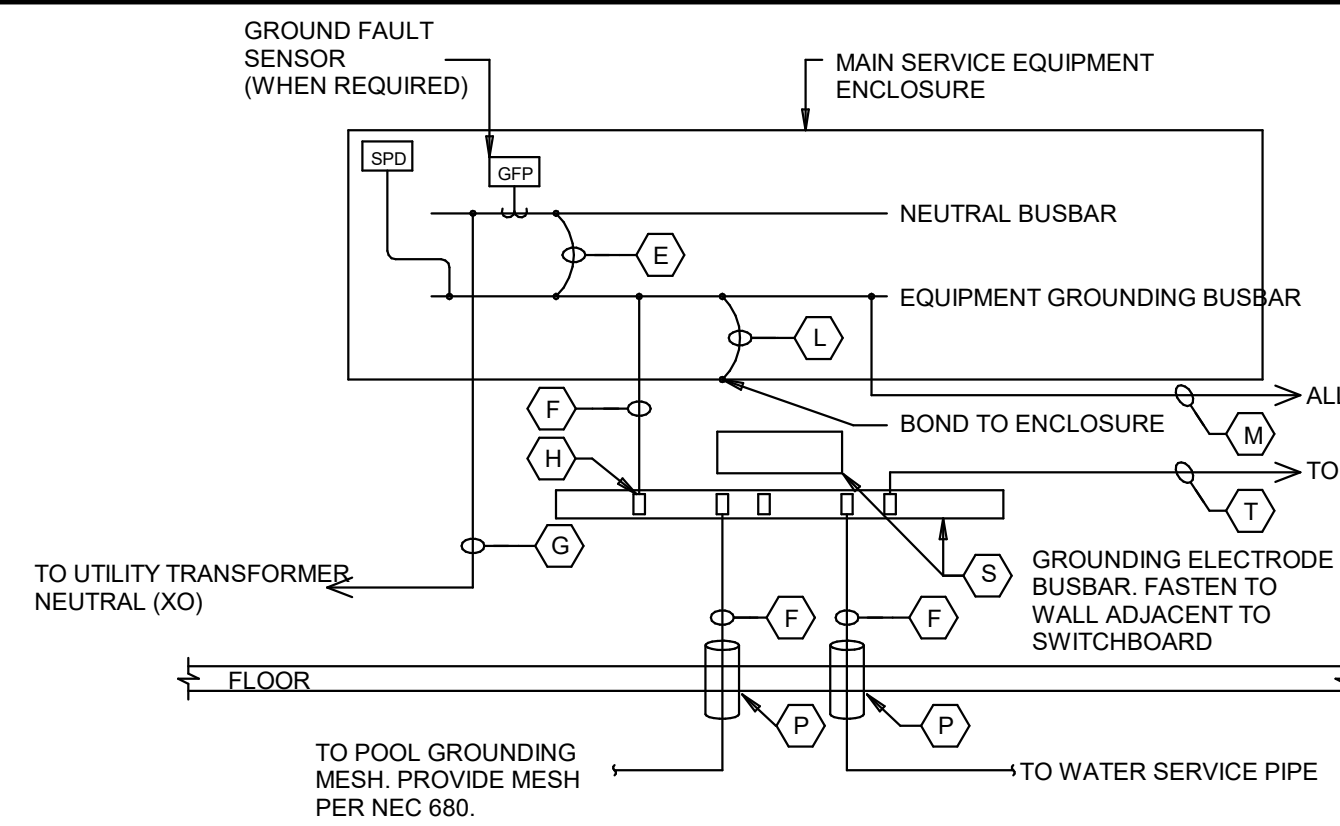 GROUND FAULT
SENSOR
(WHEN REQUIRED)
MAIN SERVICE EQUIPMENT
ENCLOSURE
SPD
GFP
NEUTRAL BUSBAR
E
EQUIPMENT GROUNDING BUSBAR
L
ALL
F
BOND TO ENCLOSURE
M
H
TO
T
G
S
GROUNDING ELECTRODE
BUSBAR. FASTEN TO
WALL ADJACENT TO
SWITCHBOARD
TO UTILITY TRANSFORMER
NEUTRAL (XO)
F
F
FLOOR
P
P
TO POOL GROUNDING
MESH. PROVIDE MESH
PER NEC 680.
TO WATER SERVICE PIPE